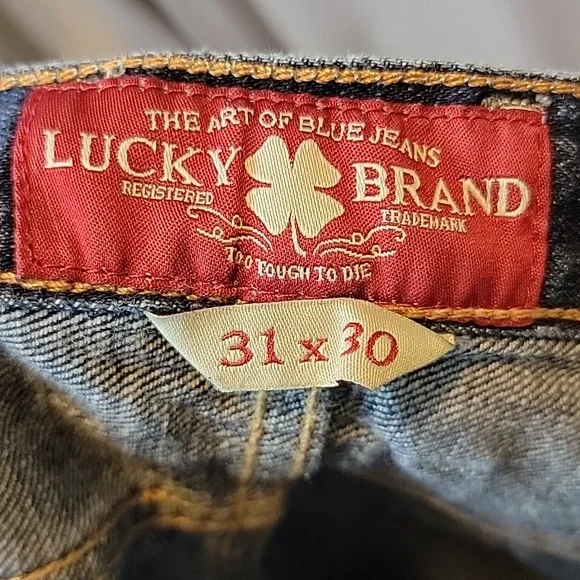 THE ART OF BLUE JEANS
LUCKY BRAND
REGISTERED TRADEMARK
TOO TOUGH TO DIE
31 x 30